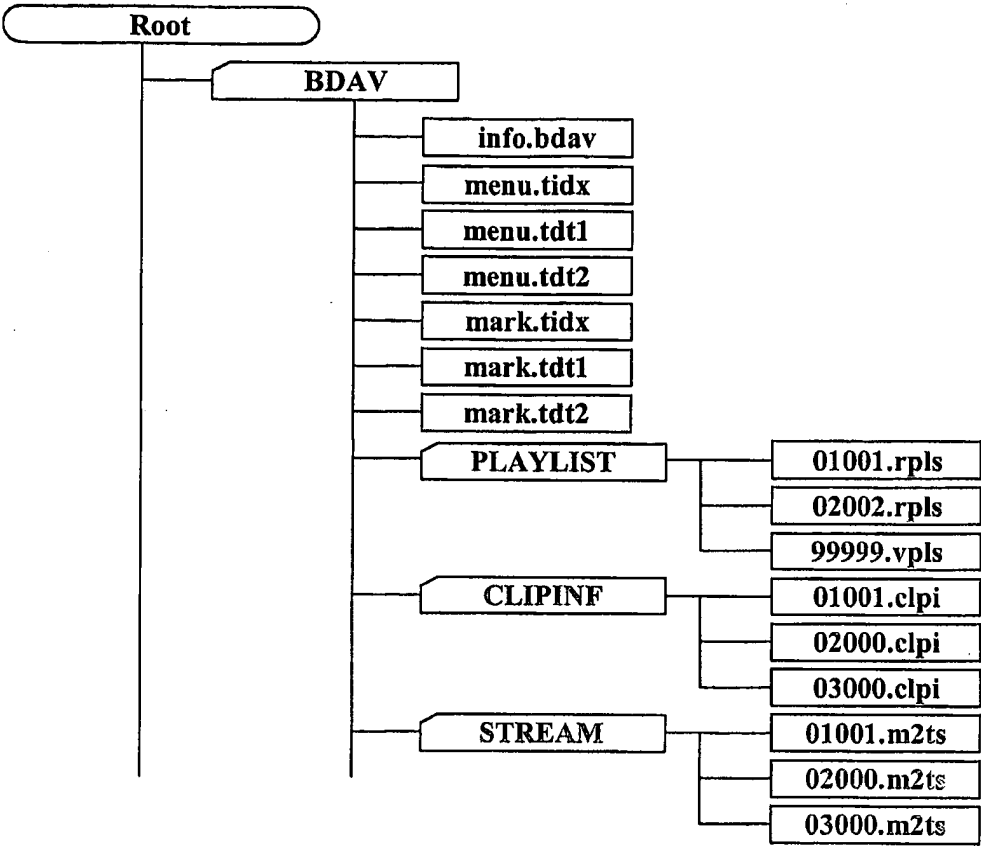 Root
BDAV
info.bdav
menu.tidx
menu.tdt1
menu.tdt2
mark.tidx
mark.tdt1
mark.tdt2
PLAYLIST
01001.rpls
02002.rpls
99999.vpls
CLIPINF
01001.clpi
02000.clpi
03000.clpi
STREAM
01001.m2ts
02000.m2ts
03000.m2ts